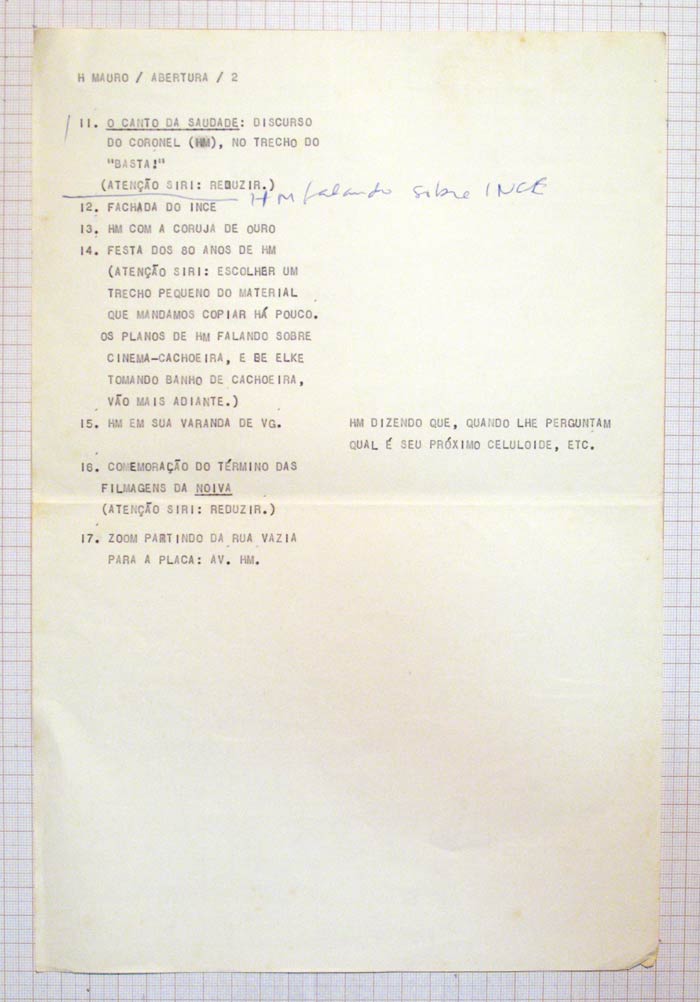 H MAURO / ABERTURA / 2
11. O CANTO DA SAUDADE: DISCURSO
DO CORONEL (HM), NO TRECHO DO
"BASTA!"
(ATENÇÃO SIRI: REDUZIR.)
HM falando sobre INCE
12. FACHADA DO INCE
13. HM COM A CORUJA DE OURO
14. FESTA DOS 80 ANOS DE HM
(ATENÇÃO SIRI: ESCOLHER UM
TRECHO PEQUENO DO MATERIAL
QUE MANDAMOS COPIAR HÁ POUCO.
OS PLANOS DE HM FALANDO SOBRE
CINEMA-CACHOEIRA, E BE ELKE
TOMANDO BANHO DE CACHOEIRA,
VÃO MAIS ADIANTE.)
15. HM EM SUA VARANDA DE VG. HM DIZENDO QUE, QUANDO LHE PERGUNTAM
QUAL É SEU PRÓXIMO CELULOIDE, ETC.
16. COMEMORAÇÃO DO TÉRMINO DAS
FILMAGENS DA NOIVA
(ATENÇÃO SIRI: REDUZIR.)
17. ZOOM PARTINDO DA RUA VAZIA
PARA A PLACA: AV. HM.